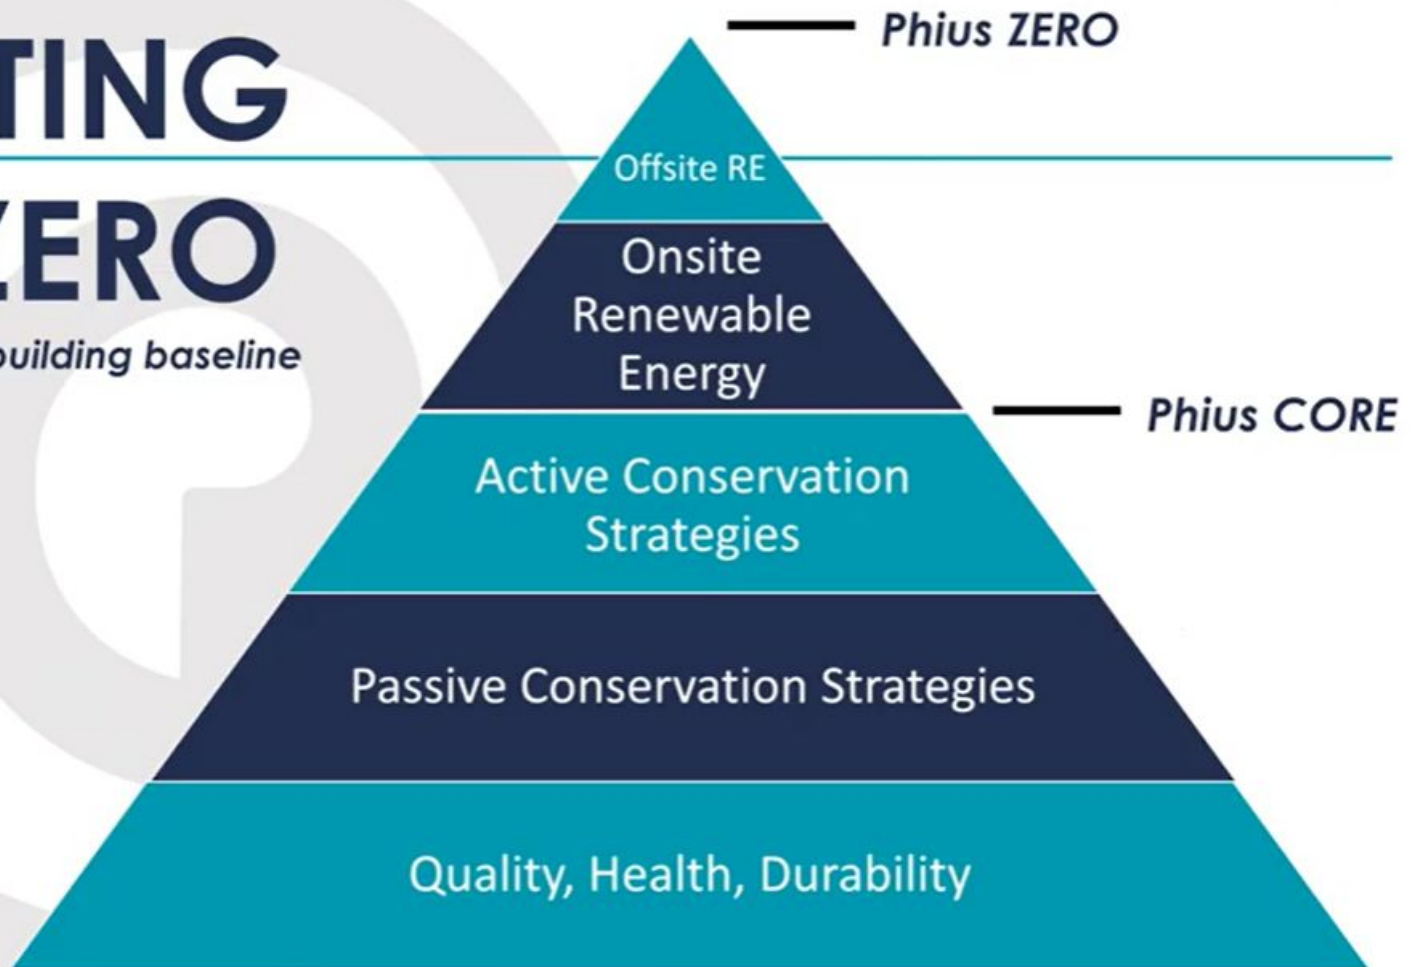 TING
ZERO
building baseline
Phius ZERO
Offsite RE
Onsite
Renewable
Energy
Phius CORE
Active Conservation
Strategies
Passive Conservation Strategies
Quality, Health, Durability